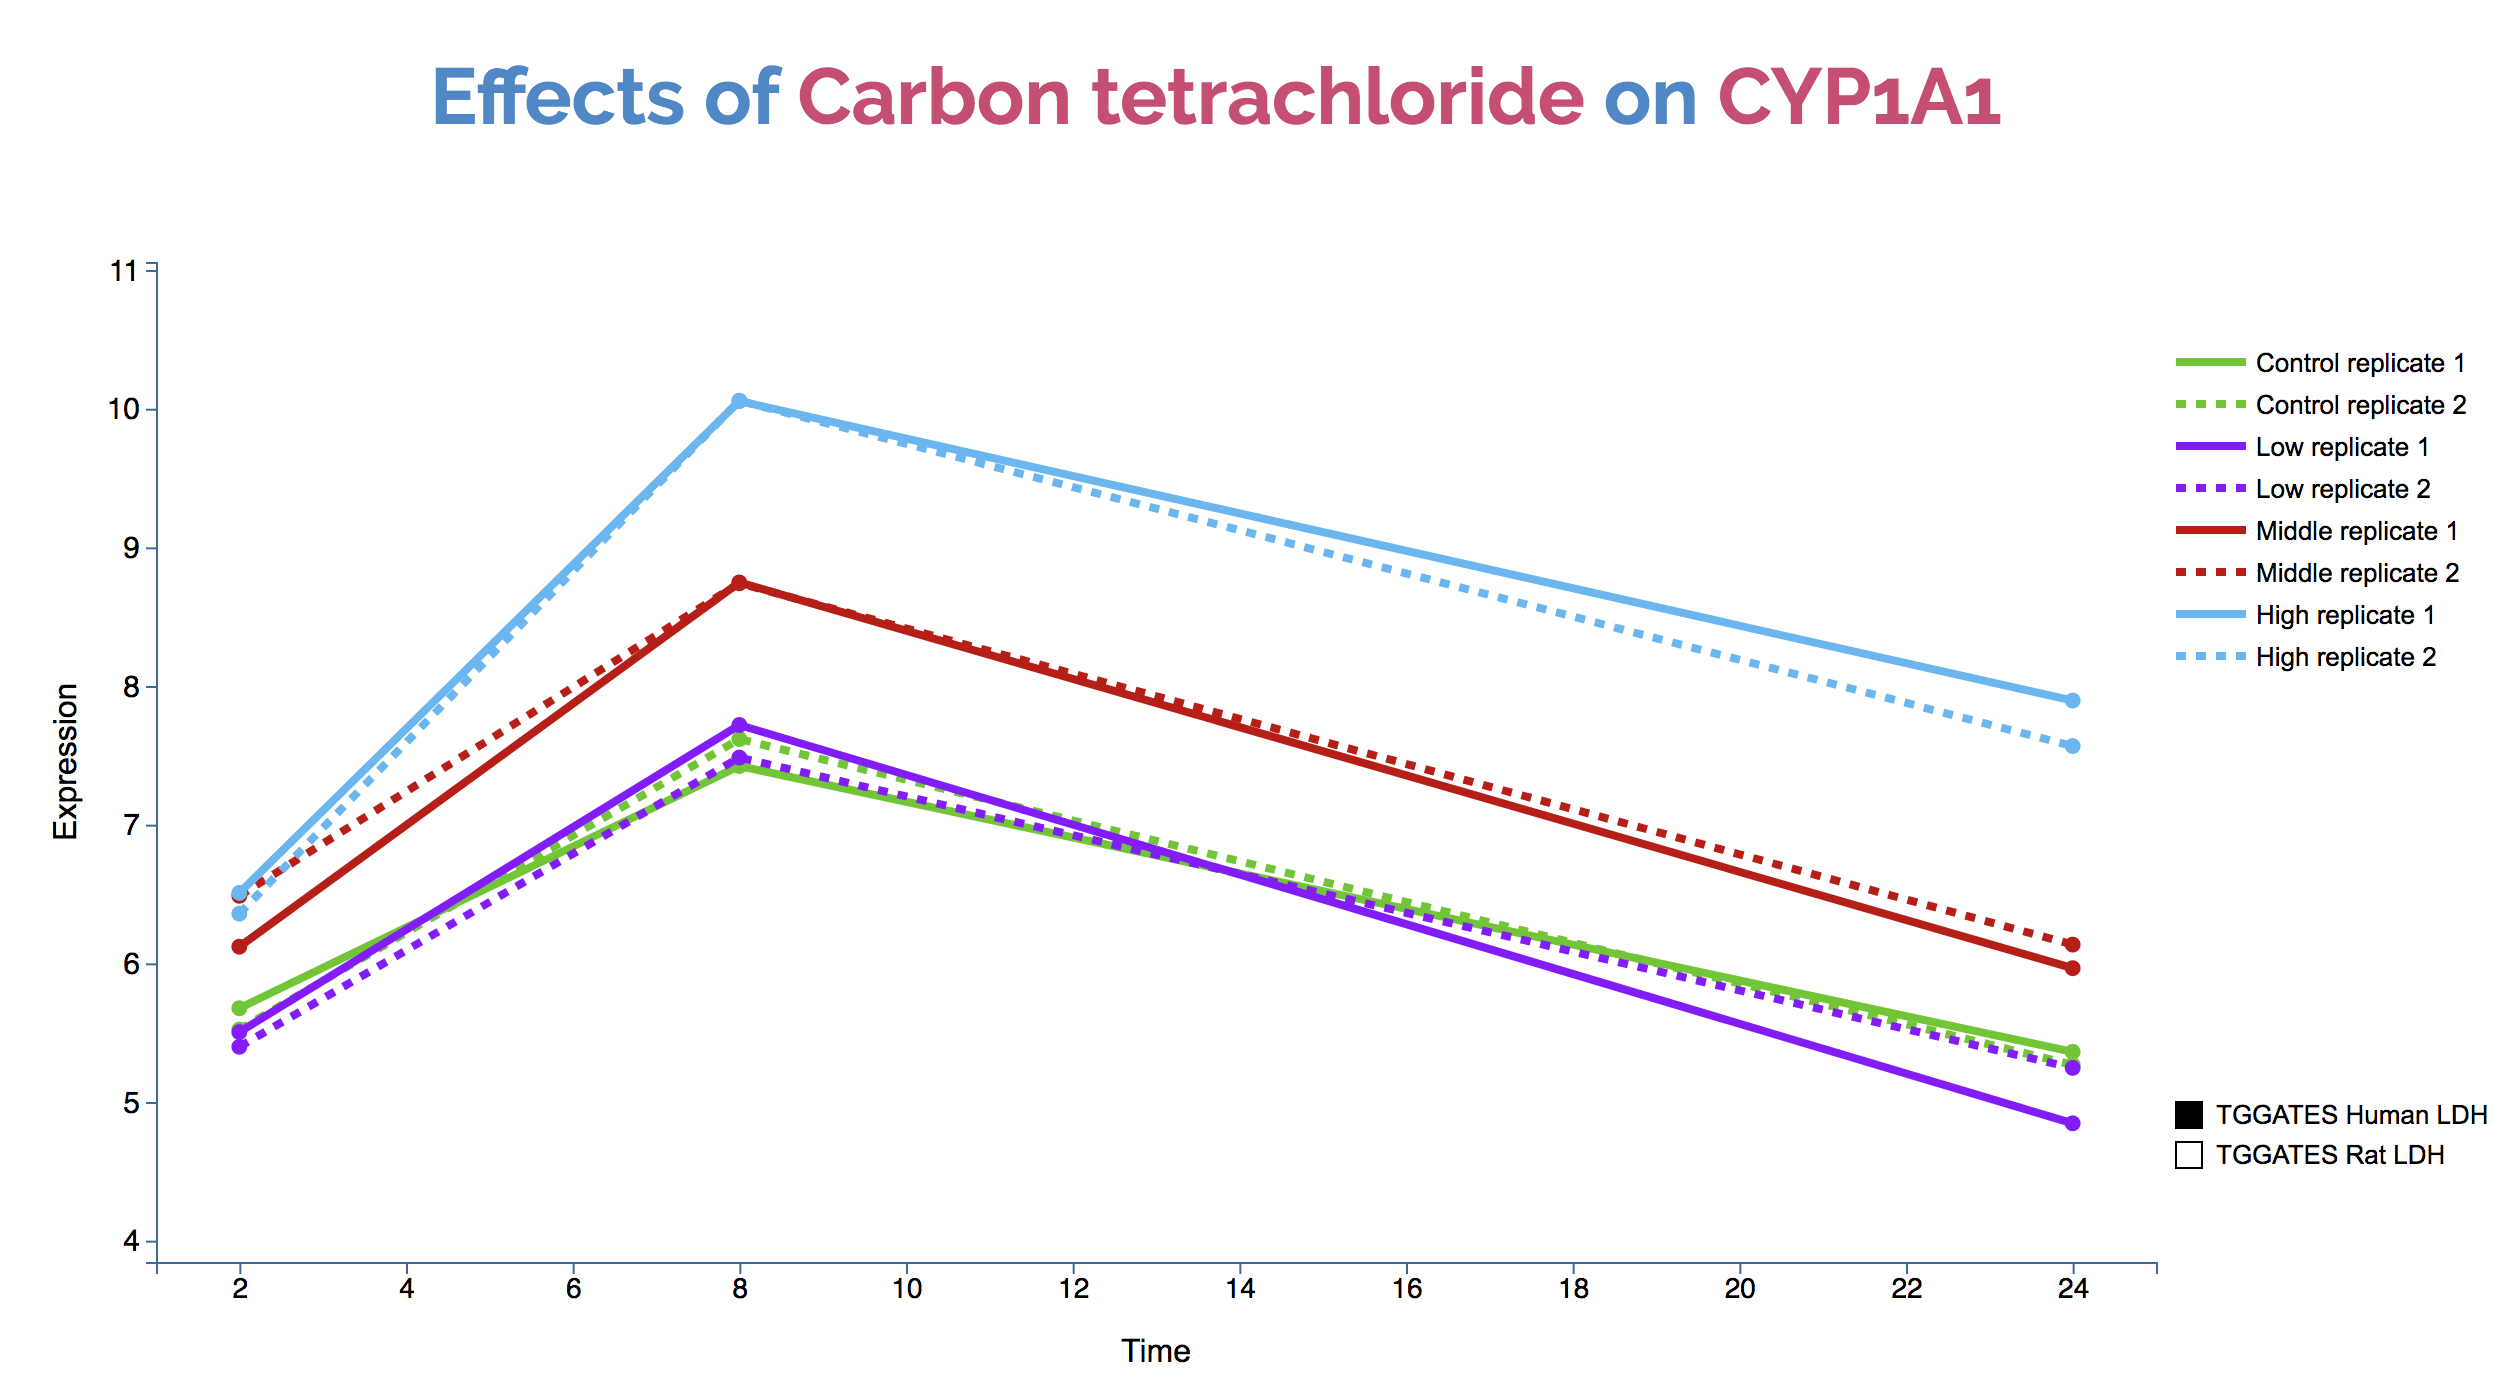 Effects of Carbon tetrachloride on CYP1A1
11
10
9
8
7
6
5
4
Expression
2 4 6 8 10 12 14 16 18 20 22 24
Time
Control replicate 1
Control replicate 2
Low replicate 1
Low replicate 2
Middle replicate 1
Middle replicate 2
High replicate 1
High replicate 2
TGGATES Human LDH
TGGATES Rat LDH